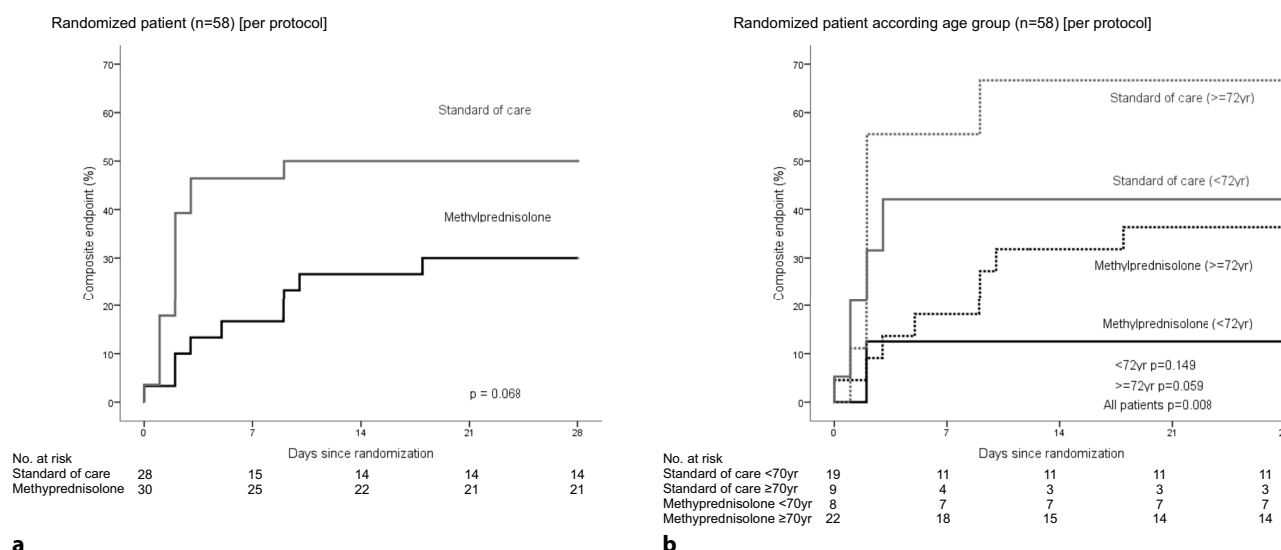 Randomized patient (n=58) [per protocol]
70
60
50
40
30
20
10
0
Composite endpoint (%)
Standard of care
Methylprednisolone
p = 0.068
0 7 14 21 28
Days since randomization
No. at risk
Standard of care 28 15 14 14 14
Methyprednisolone 30 25 22 21 21
a
Randomized patient according age group (n=58) [per protocol]
70
60
50
40
30
20
10
0
Composite endpoint (%)
Standard of care (>=72yr)
Standard of care (<72yr)
Methylprednisolone (>=72yr)
Methylprednisolone (<72yr)
<72yr p=0.149
>=72yr p=0.059
All patients p=0.008
0 7 14 21
Days since randomization
No. at risk
Standard of care <70yr 19 11 11 11 11
Standard of care ≥70yr 9 4 3 3 3
Methyprednisolone <70yr 8 7 7 7 7
Methyprednisolone ≥70yr 22 18 15 14 14
b